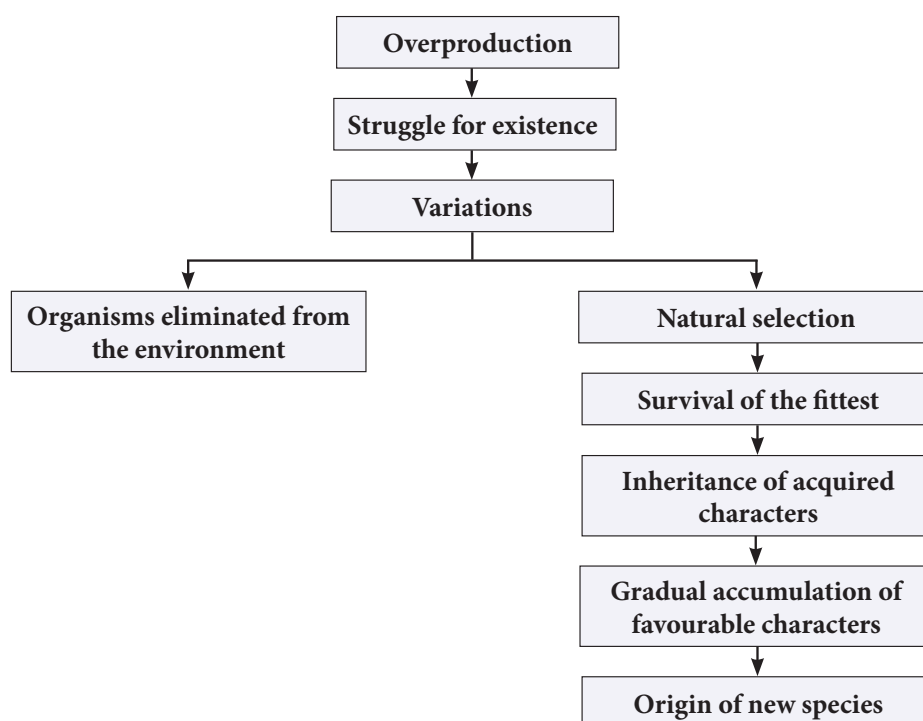 Overproduction
Struggle for existence
Variations
Organisms eliminated from
the environment
Natural selection
Survival of the fittest
Inheritance of acquired
characters
Gradual accumulation of
favourable characters
Origin of new species